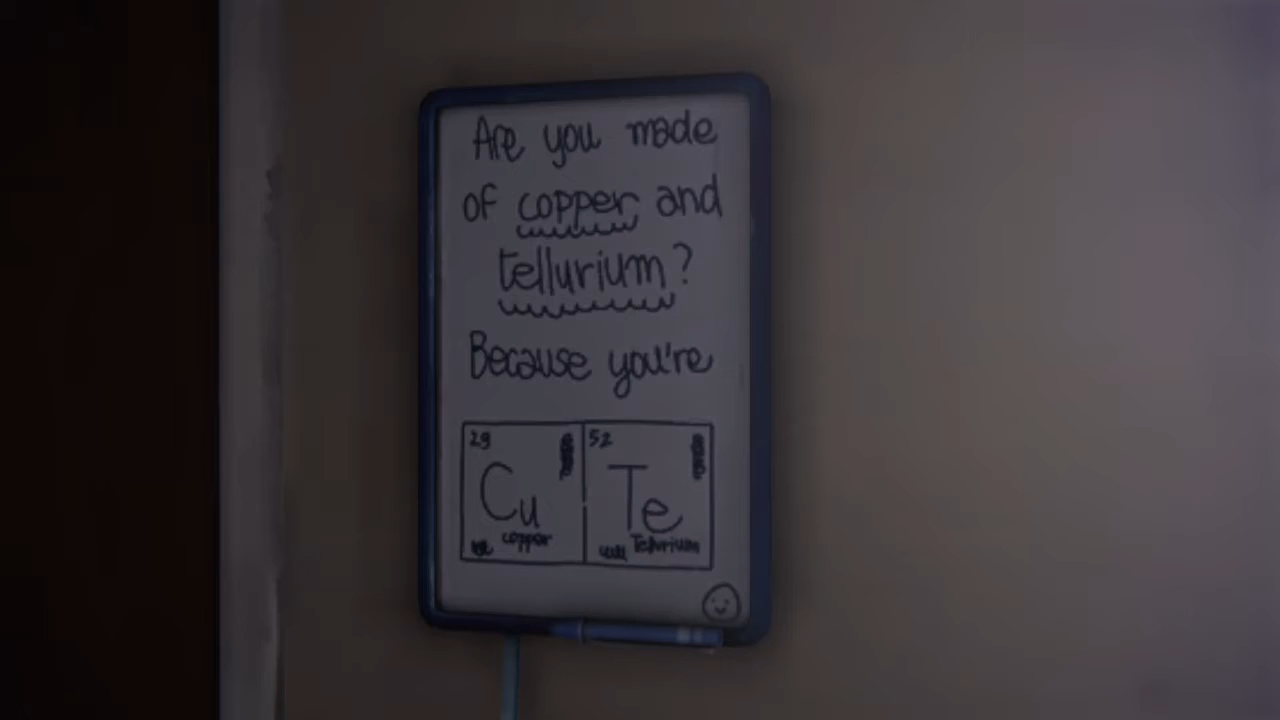 Are you made
of copper and
tellurium?
Because you're
29 52
Cu Te
copper Tellurium